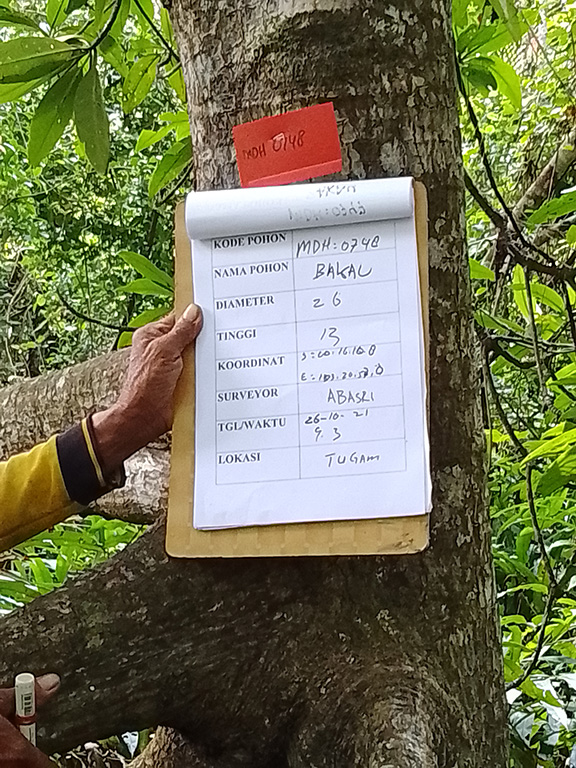 MDH 0748
KODE POHON MDH:0748
NAMA POHON BAKAU
DIAMETER 26
TINGGI 13
KOORDINAT S:00.16.16.0
E:103.20.58.0
SURVEYOR ABASRI
TGL/WAKTU 26-10-21
9.3
LOKASI TUGAM